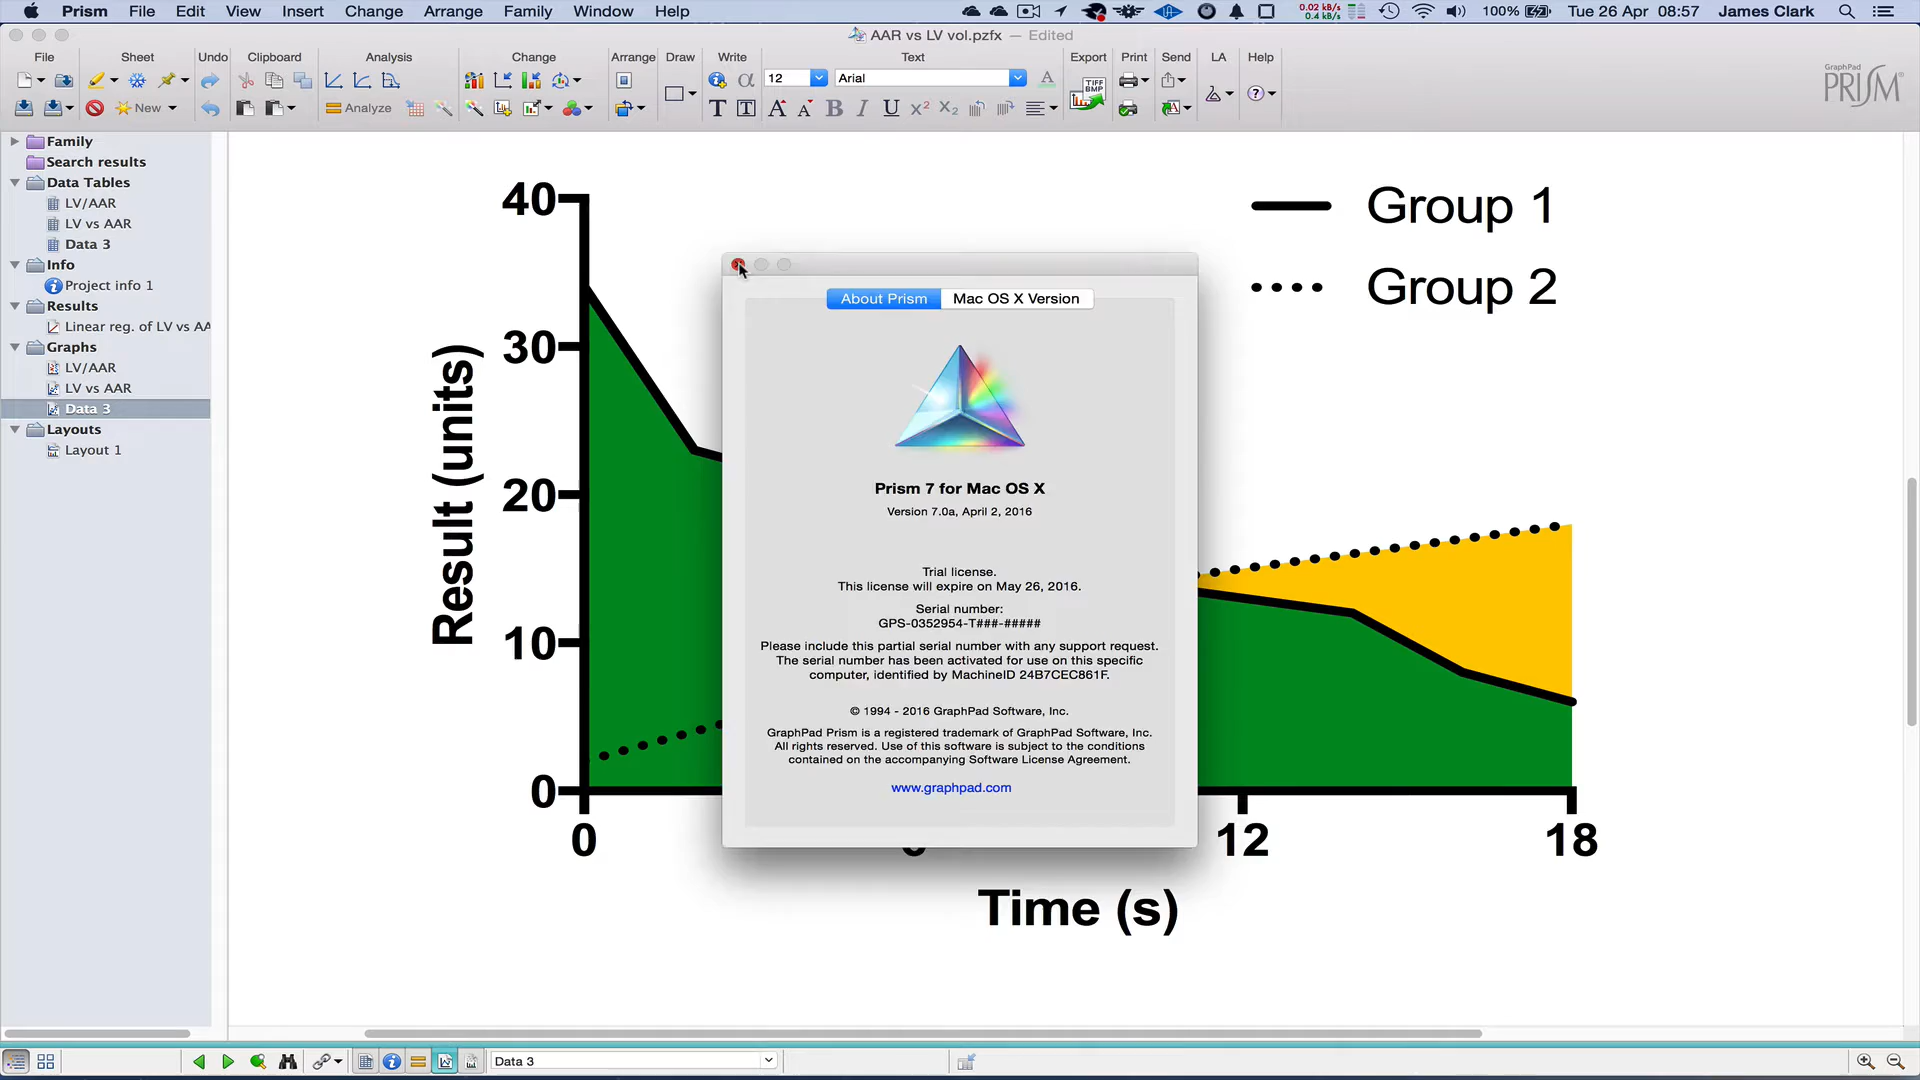 Prism File Edit View Insert Change Arrange Family Window Help 0.02 kB/s 0.4 kB/s 100% Tue 26 Apr 08:57 James Clark
AAR vs LV vol.pzfx — Edited
File Sheet Undo Clipboard Analysis Change Arrange Draw Write Text Export Print Send LA Help
12 Arial
TIFF
BMP
GraphPad
PRISM
New Analyze
Family
Search results
Data Tables
LV/AAR
LV vs AAR
Data 3
Info
Project info 1
Results
Linear reg. of LV vs AA
Graphs
LV/AAR
LV vs AAR
Data 3
Layouts
Layout 1
40
30
20
10
0
Result (units)
0
12
18
Time (s)
Group 1
Group 2
About Prism Mac OS X Version
Prism 7 for Mac OS X
Version 7.0a, April 2, 2016
Trial license.
This license will expire on May 26, 2016.
Serial number:
GPS-0352954-T###-#####
Please include this partial serial number with any support request.
The serial number has been activated for use on this specific
computer, identified by MachineID 24B7CEC861F.
© 1994 - 2016 GraphPad Software, Inc.
GraphPad Prism is a registered trademark of GraphPad Software, Inc.
All rights reserved. Use of this software is subject to the conditions
contained on the accompanying Software License Agreement.
www.graphpad.com
Data 3